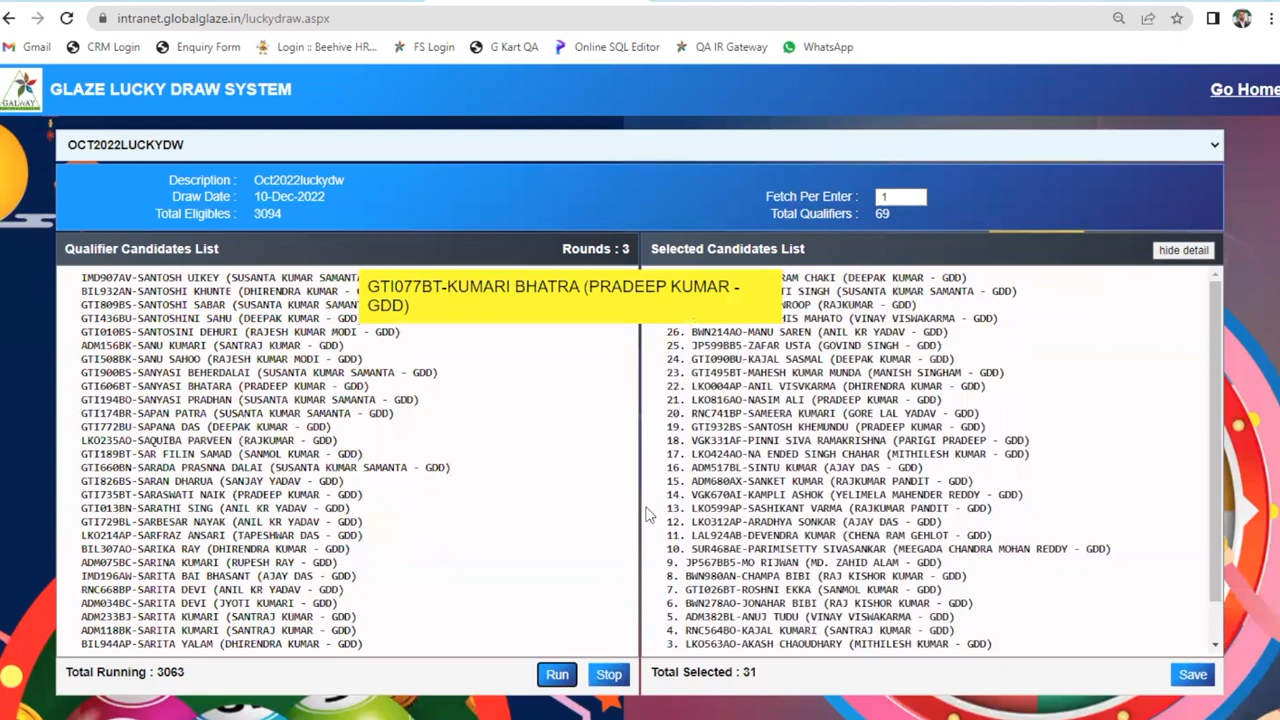 intranet.globalglaze.in/luckydraw.aspx
Gmail CRM Login Enquiry Form Login :: Beehive HR... FS Login G Kart QA Online SQL Editor QA IR Gateway WhatsApp
GALWAY
GLAZE LUCKY DRAW SYSTEM
Go Home
OCT2022LUCKYDW
Description : Oct2022luckydw
Draw Date : 10-Dec-2022
Total Eligibles : 3094
Fetch Per Enter : 1
Total Qualifiers : 69
Qualifier Candidates List
Rounds : 3
IMD907AV-SANTOSH UIKEY (SUSANTA KUMAR SAMANTA
BIL932AN-SANTOSHI KHUNTE (DHIRENDRA KUMAR -
GTI809BS-SANTOSHI SABAR (SUSANTA KUMAR
GTI436BU-SANTOSHINI SAHU (DEEPAK KUMAR -
GTI010BS-SANTOSINI DEHURI (RAJESH KUMAR MODI - GDD)
ADM156BK-SANU KUMARI (SANTRAJ KUMAR - GDD)
GTI508BK-SANU SAHOO (RAJESH KUMAR MODI - GDD)
GTI900BS-SANYASI BEHERDALAI (SUSANTA KUMAR SAMANTA - GDD)
GTI606BT-SANYASI BHATARA (PRADEEP KUMAR - GDD)
GTI194BO-SANYASI PRADHAN (SUSANTA KUMAR SAMANTA - GDD)
GTI174BR-SAPAN PATRA (SUSANTA KUMAR SAMANTA - GDD)
GTI772BU-SAPANA DAS (DEEPAK KUMAR - GDD)
LKO235AO-SAQUIBA PARVEEN (RAJKUMAR - GDD)
GTI189BT-SAR FILIN SAMAD (SANMOL KUMAR - GDD)
GTI660BN-SARADA PRASNNA DALAI (SUSANTA KUMAR SAMANTA - GDD)
GTI826BS-SARAN DHARUA (SANJAY YADAV - GDD)
GTI735BT-SARASWATI NAIK (PRADEEP KUMAR - GDD)
GTI013BN-SARATHI SING (ANIL KR YADAV - GDD)
GTI729BL-SARBESAR NAYAK (ANIL KR YADAV - GDD)
LKO214AP-SARFRAZ ANSARI (TAPESHWAR DAS - GDD)
BIL307AO-SARIKA RAY (DHIRENDRA KUMAR - GDD)
ADM075BC-SARINA KUMARI (RUPESH RAY - GDD)
IMD196AW-SARITA BAI BHASANT (AJAY DAS - GDD)
RNC668BP-SARITA DEVI (ANIL KR YADAV - GDD)
ADM034BC-SARITA DEVI (JYOTI KUMARI - GDD)
ADM233BJ-SARITA KUMARI (SANTRAJ KUMAR - GDD)
ADM118BK-SARITA KUMARI (SANTRAJ KUMAR - GDD)
BIL944AP-SARITA YALAM (DHIRENDRA KUMAR - GDD)
Total Running : 3063
Run
Stop
GTI077BT-KUMARI BHATRA (PRADEEP KUMAR -
GDD)
Selected Candidates List
hide detail
RAM CHAKI (DEEPAK KUMAR - GDD)
TI SINGH (SUSANTA KUMAR SAMANTA - GDD)
NROOP (RAJKUMAR - GDD)
HIS MAHATO (VINAY VISWAKARMA - GDD)
26. BWN214AO-MANU SAREN (ANIL KR YADAV - GDD)
25. JP599BB5-ZAFAR USTA (GOVIND SINGH - GDD)
24. GTI090BU-KAJAL SASMAL (DEEPAK KUMAR - GDD)
23. GTI495BT-MAHESH KUMAR MUNDA (MANISH SINGHAM - GDD)
22. LKO004AP-ANIL VISVKARMA (DHIRENDRA KUMAR - GDD)
21. LKO816AO-NASIM ALI (PRADEEP KUMAR - GDD)
20. RNC741BP-SAMEERA KUMARI (GORE LAL YADAV - GDD)
19. GTI932BS-SANTOSH KHEMUNDU (PRADEEP KUMAR - GDD)
18. VGK331AF-PINNI SIVA RAMAKRISHNA (PARIGI PRADEEP - GDD)
17. LKO424AO-NA ENDED SINGH CHAHAR (MITHILESH KUMAR - GDD)
16. ADM517BL-SINTU KUMAR (AJAY DAS - GDD)
15. ADM680AX-SANKET KUMAR (RAJKUMAR PANDIT - GDD)
14. VGK670AI-KAMPLI ASHOK (YELIMELA MAHENDER REDDY - GDD)
13. LKO599AP-SASHIKANT VARMA (RAJKUMAR PANDIT - GDD)
12. LKO312AP-ARADHYA SONKAR (AJAY DAS - GDD)
11. LAL924AB-DEVENDRA KUMAR (CHENA RAM GEHLOT - GDD)
10. SUR468AE-PARIMISETTY SIVASANKAR (MEEGADA CHANDRA MOHAN REDDY - GDD)
9. JP567BB5-MO RIJWAN (MD. ZAHID ALAM - GDD)
8. BWN980AN-CHAMPA BIBI (RAJ KISHOR KUMAR - GDD)
7. GTI026BT-ROSHNI EKKA (SANMOL KUMAR - GDD)
6. BWN278AO-JONAHAR BIBI (RAJ KISHOR KUMAR - GDD)
5. ADM382BL-ANUJ TUDU (VINAY VISWAKARMA - GDD)
4. RNC564BO-KAJAL KUMARI (SANTRAJ KUMAR - GDD)
3. LKO563AO-AKASH CHAOUDHARY (MITHILESH KUMAR - GDD)
Total Selected : 31
Save